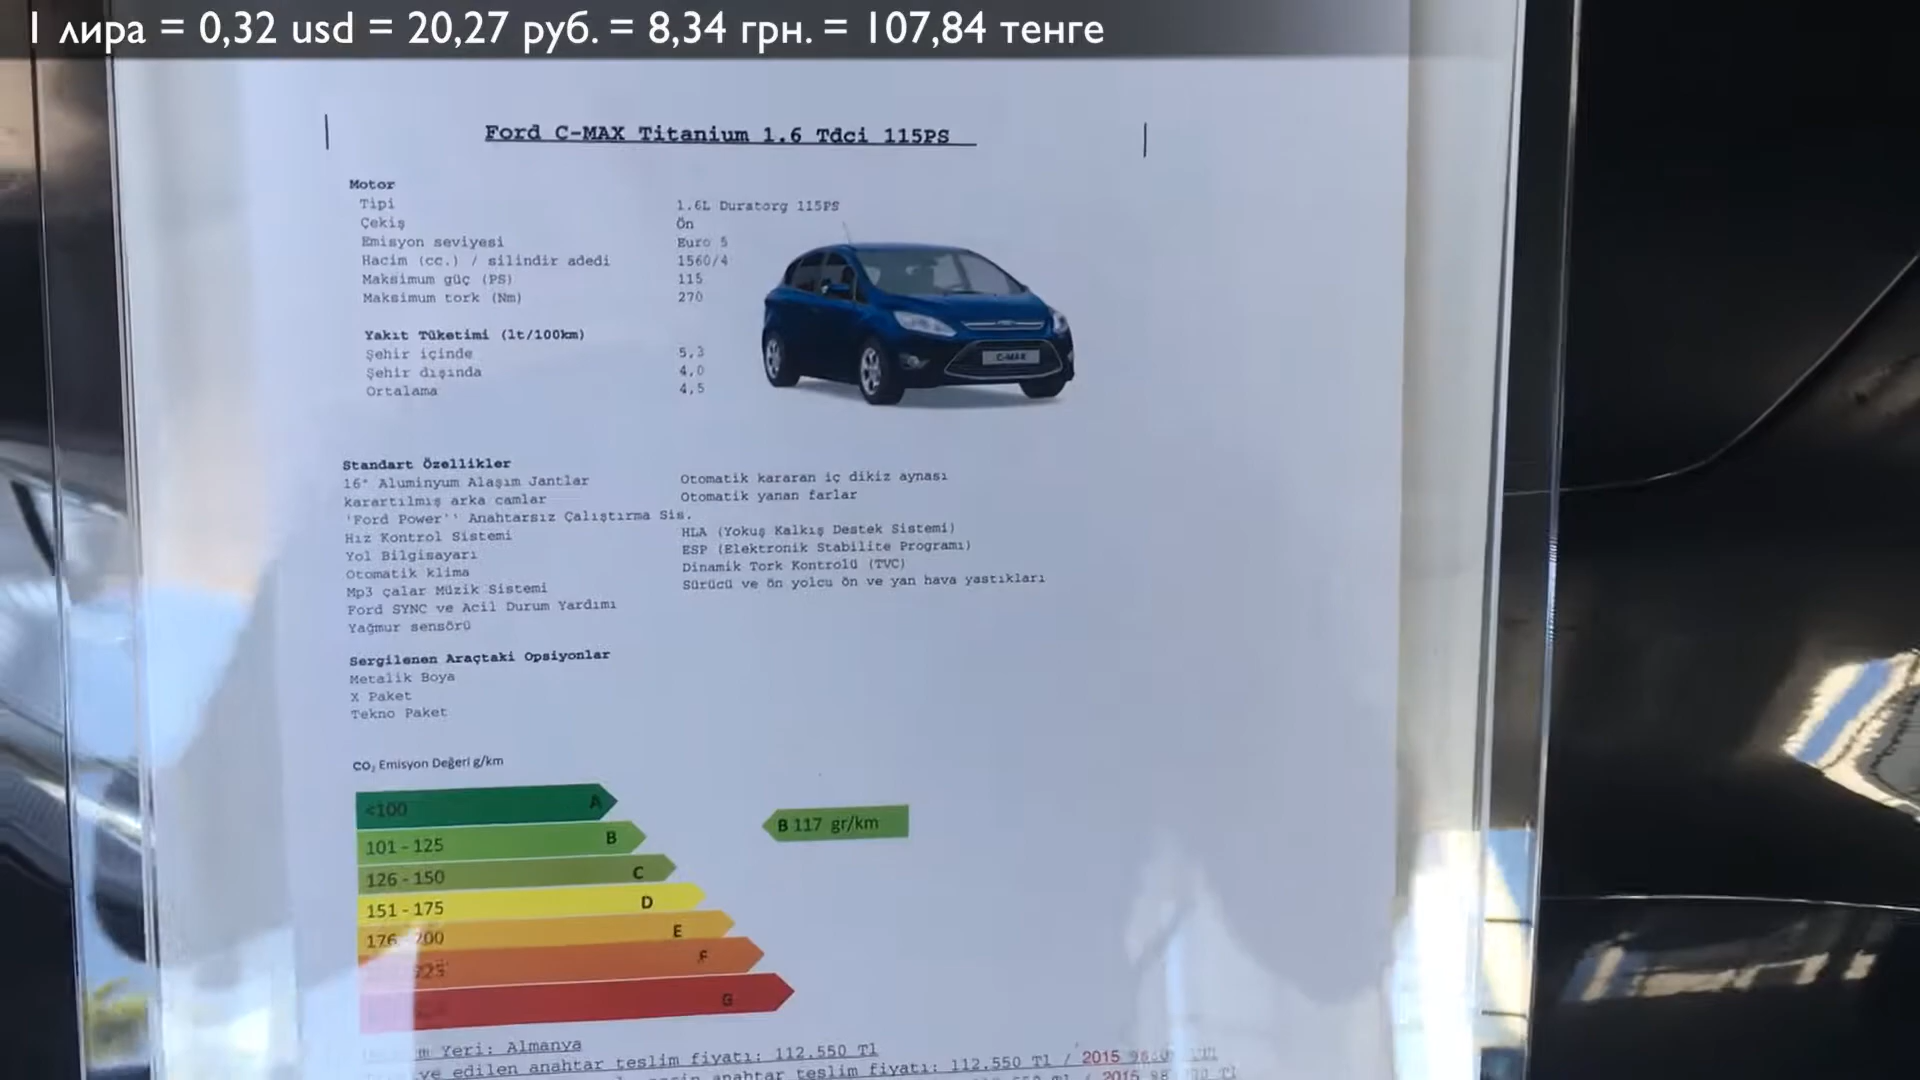 1 лира = 0,32 usd = 20,27 руб. = 8,34 грн. = 107,84 тенге
Ford C-MAX Titanium 1.6 Tdci 115PS
Motor
Tipi 1.6L Duratorg 115PS
Çekiş Ön
Emisyon seviyesi Euro 5
Hacim (cc.) / silindir adedi 1560/4
Maksimum güç (PS) 115
Maksimum tork (Nm) 270
C-MAX
Yakıt Tüketimi (lt/100km)
Şehir içinde 5,3
Şehir dışında 4,0
Ortalama 4,5
Standart Özellikler
16" Aluminyum Alaşım Jantlar Otomatik kararan iç dikiz aynası
karartılmış arka camlar Otomatik yanan farlar
'Ford Power'' Anahtarsız Çalıştırma Sis.
Hız Kontrol Sistemi HLA (Yokuş Kalkış Destek Sistemi)
Yol Bilgisayarı ESP (Elektronik Stabilite Programı)
Otomatik klima Dinamik Tork Kontrolü (TVC)
Mp3 çalar Müzik Sistemi Sürücü ve ön yolcu ön ve yan hava yastıkları
Ford SYNC ve Acil Durum Yardımı
Yağmur sensörü
Sergilenen Araçtaki Opsiyonlar
Metalik Boya
X Paket
Tekno Paket
CO₂ Emisyon Değeri g/km
<100 A
101 - 125 B
B 117 gr/km
126 - 150 C
151 - 175 D
176 - 200 E
225 F
G
Yeri: Almanya
ve edilen anahtar teslim fiyatı: 112.550 Tl
anahtar teslim fiyatı: 112.550 Tl / 2015
Tl / 2015